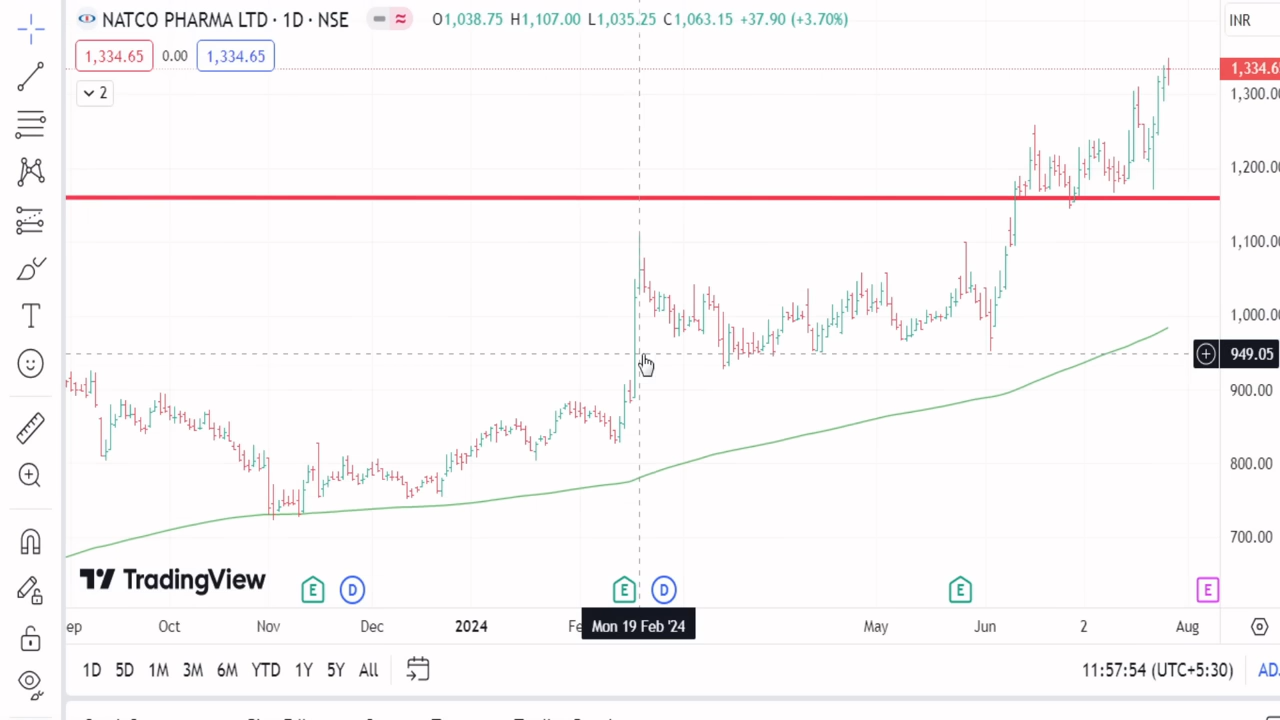 NATCO PHARMA LTD · 1D · NSE
O1,038.75 H1,107.00 L1,035.25 C1,063.15 +37.90 (+3.70%)
INR
1,334.65 0.00 1,334.65
2
1,334.6
1,300.00
1,200.00
1,100.00
1,000.00
949.05
900.00
800.00
700.00
TradingView
E D E D E E
ep Oct Nov Dec 2024 Fe Mon 19 Feb '24 May Jun 2 Aug
1D 5D 1M 3M 6M YTD 1Y 5Y All
11:57:54 (UTC+5:30) ADJ